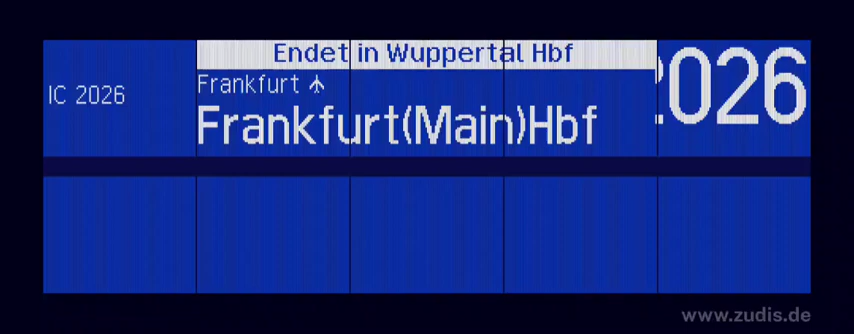 Endet in Wuppertal Hbf
IC 2026
Frankfurt
Frankfurt(Main)Hbf
2026
www.zudis.de